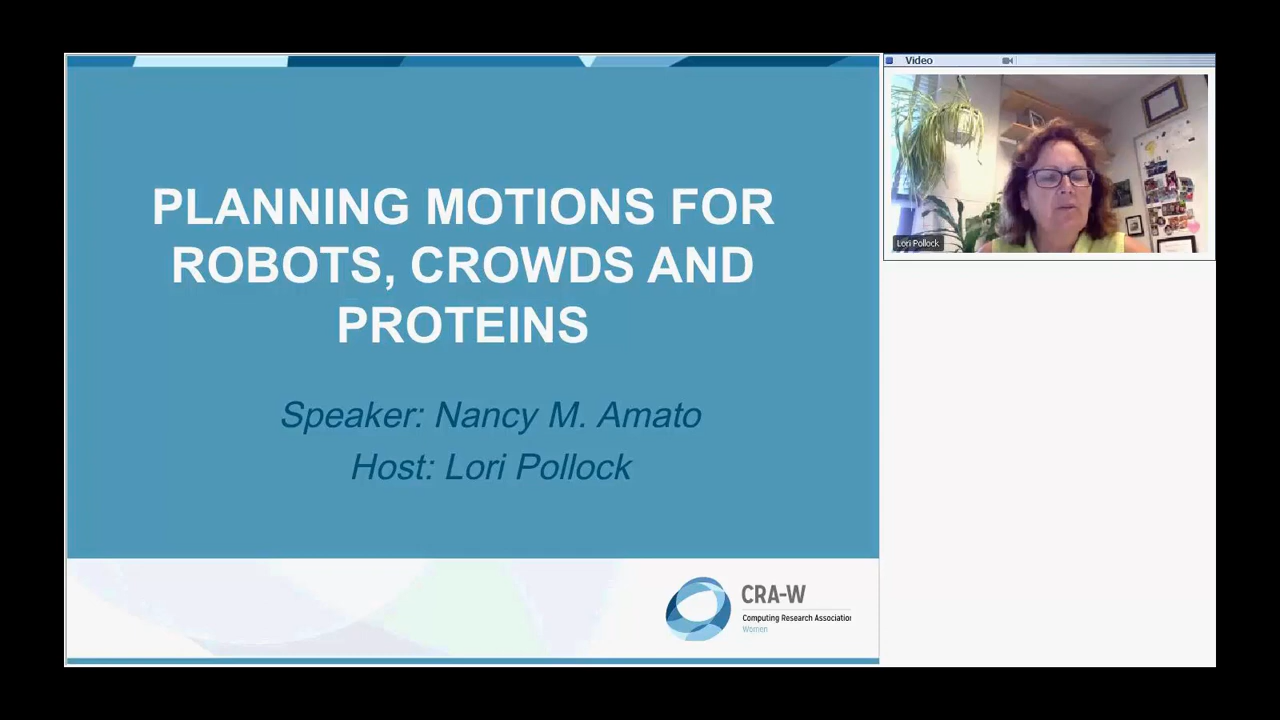 PLANNING MOTIONS FOR
ROBOTS, CROWDS AND
PROTEINS
Speaker: Nancy M. Amato
Host: Lori Pollock
CRA-W
Computing Research Association
Women
Video
Lori Pollock